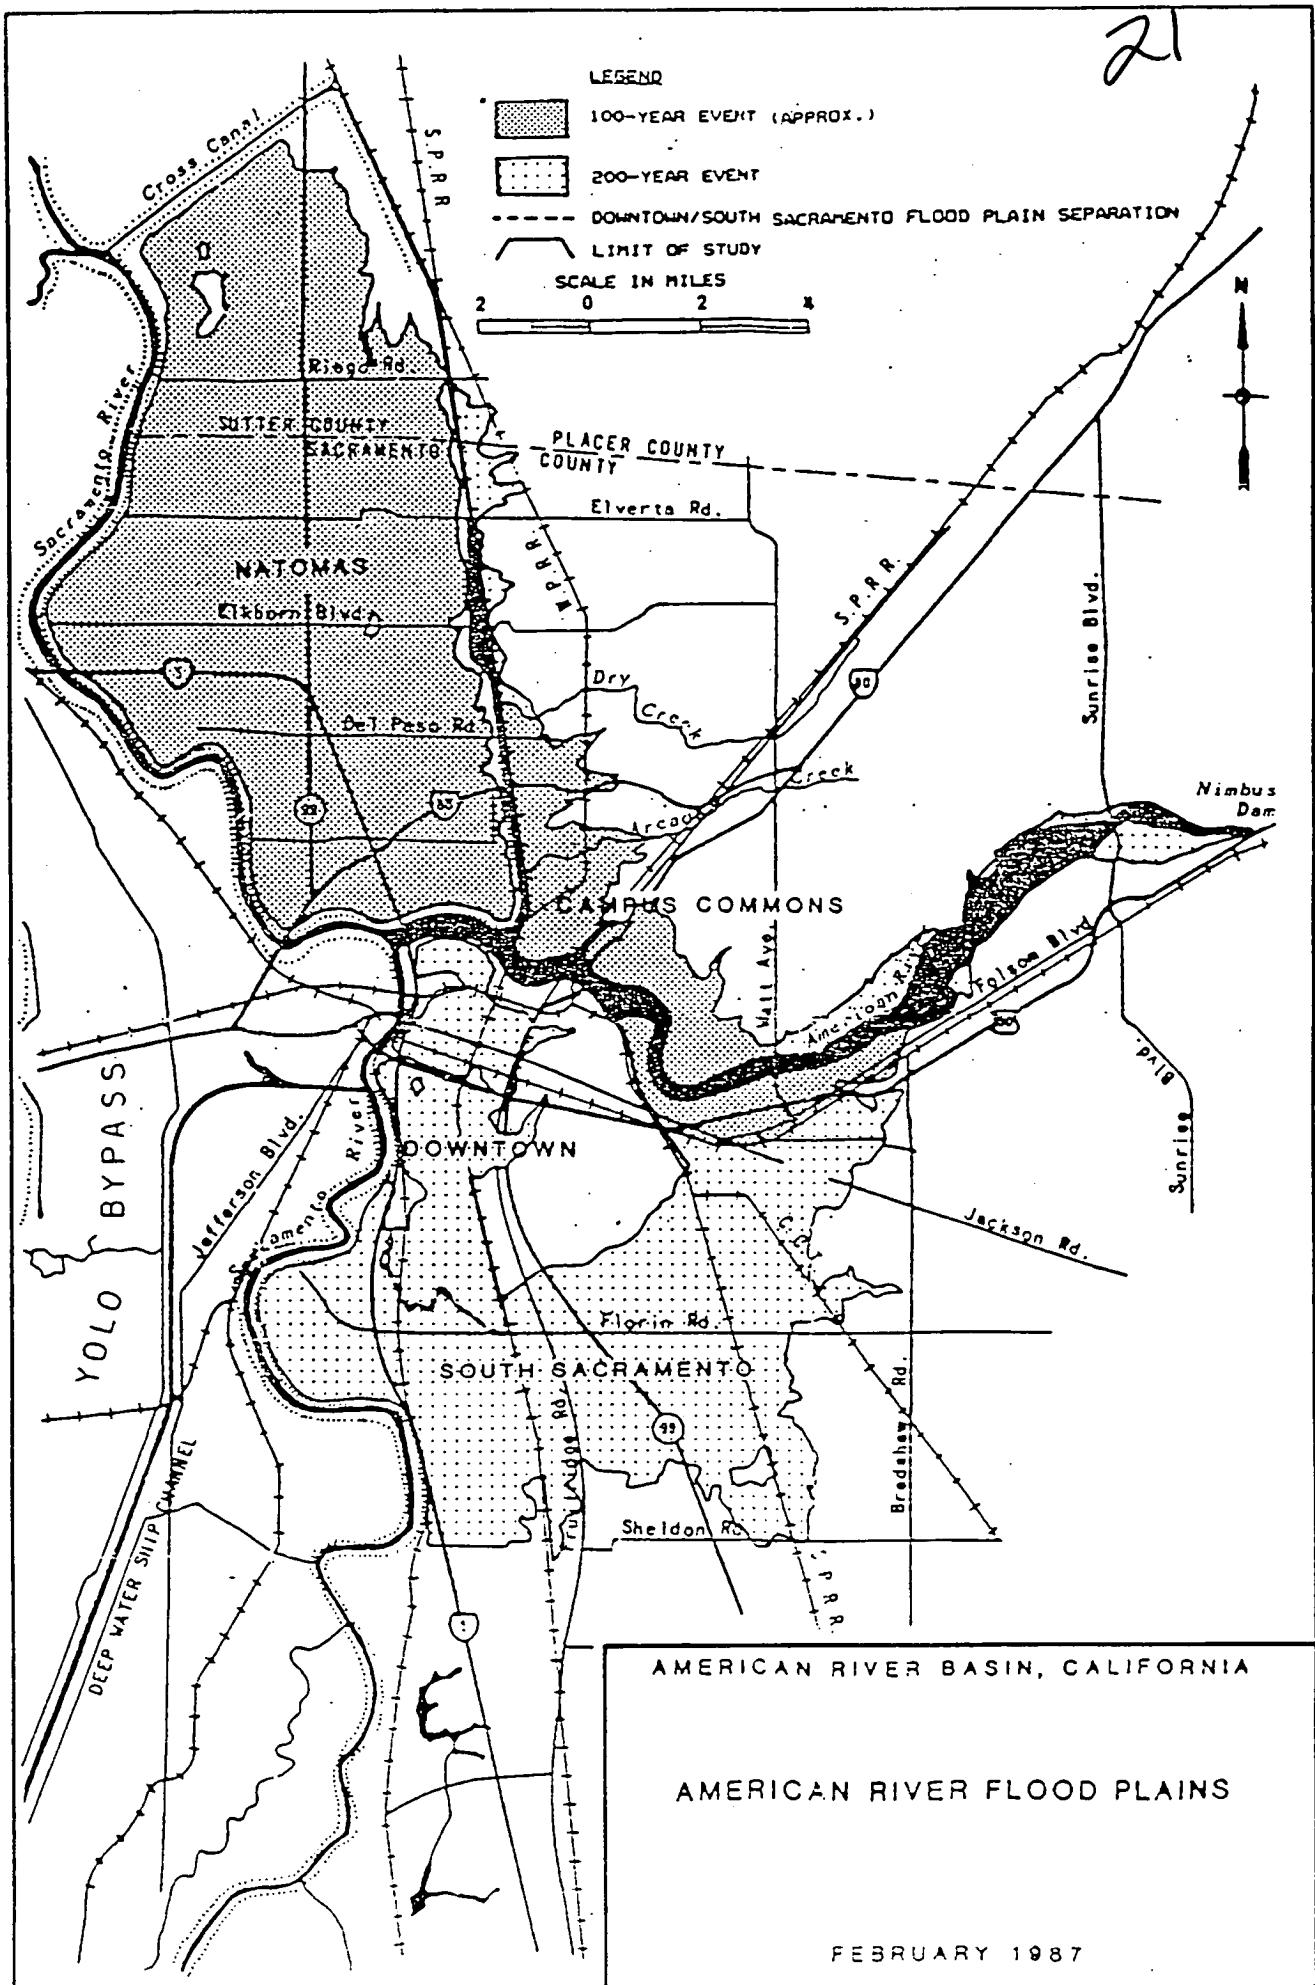 21
LEGEND
100-YEAR EVENT (APPROX.)
200-YEAR EVENT
DOWNTOWN/SOUTH SACRAMENTO FLOOD PLAIN SEPARATION
LIMIT OF STUDY
SCALE IN MILES
2 0 2 4
N
Cross Canal
S.P.R.R.
Riego Rd.
Sacramento River
SUTTER COUNTY
SACRAMENTO
PLACER COUNTY
COUNTY
Elverta Rd.
NATOMAS
W.P.R.R.
Elkhorn Blvd.
S.P.R.R.
Sunrise Blvd.
5
80
Dry
Creek
Del Paso Rd.
Creek
Nimbus
Dam
99
Arcade
CAMPUS COMMONS
Watt Ave.
American R.
Folsom Blvd
50
YOLO BYPASS
Jefferson Blvd.
River
DOWNTOWN
Blvd.
Sunrise
Sacramento
Jackson Rd.
C.C.T.
Florin Rd.
SOUTH SACRAMENTO
99
Rd.
Bradshaw Rd.
DEEP WATER SHIP CHANNEL
Sheldon Rd
S.P.R.R.
AMERICAN RIVER BASIN, CALIFORNIA
AMERICAN RIVER FLOOD PLAINS
FEBRUARY 1987